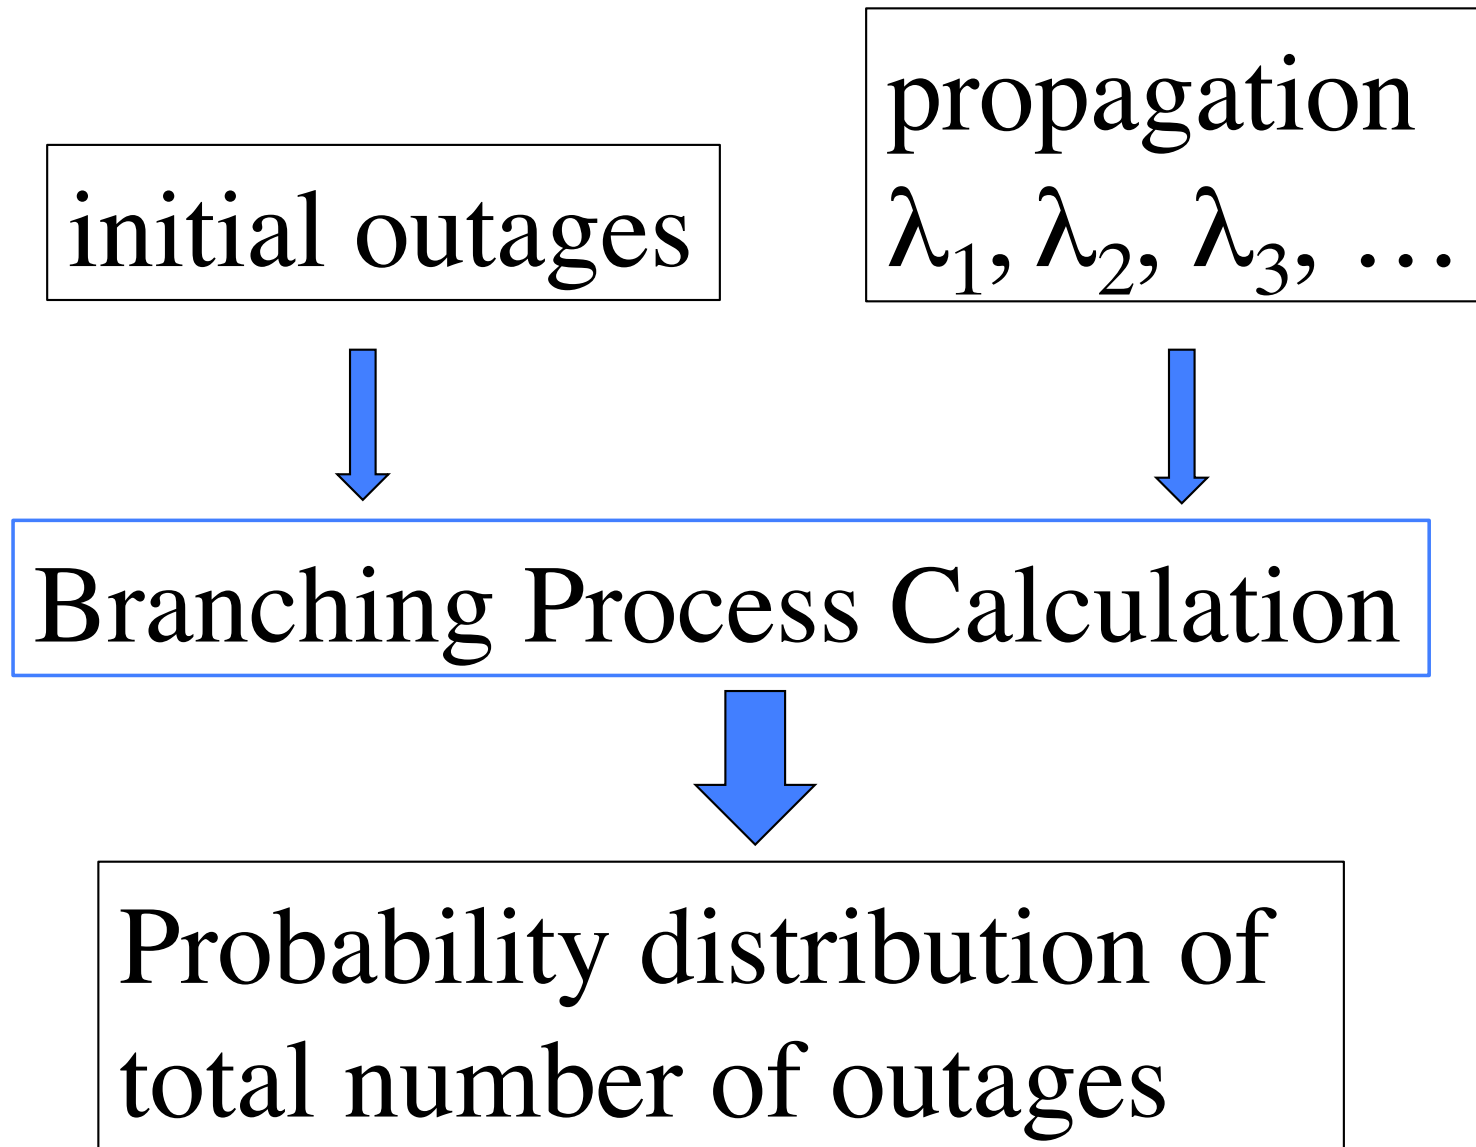 initial outages
propagation
λ₁, λ₂, λ₃, …
Branching Process Calculation
Probability distribution of
total number of outages